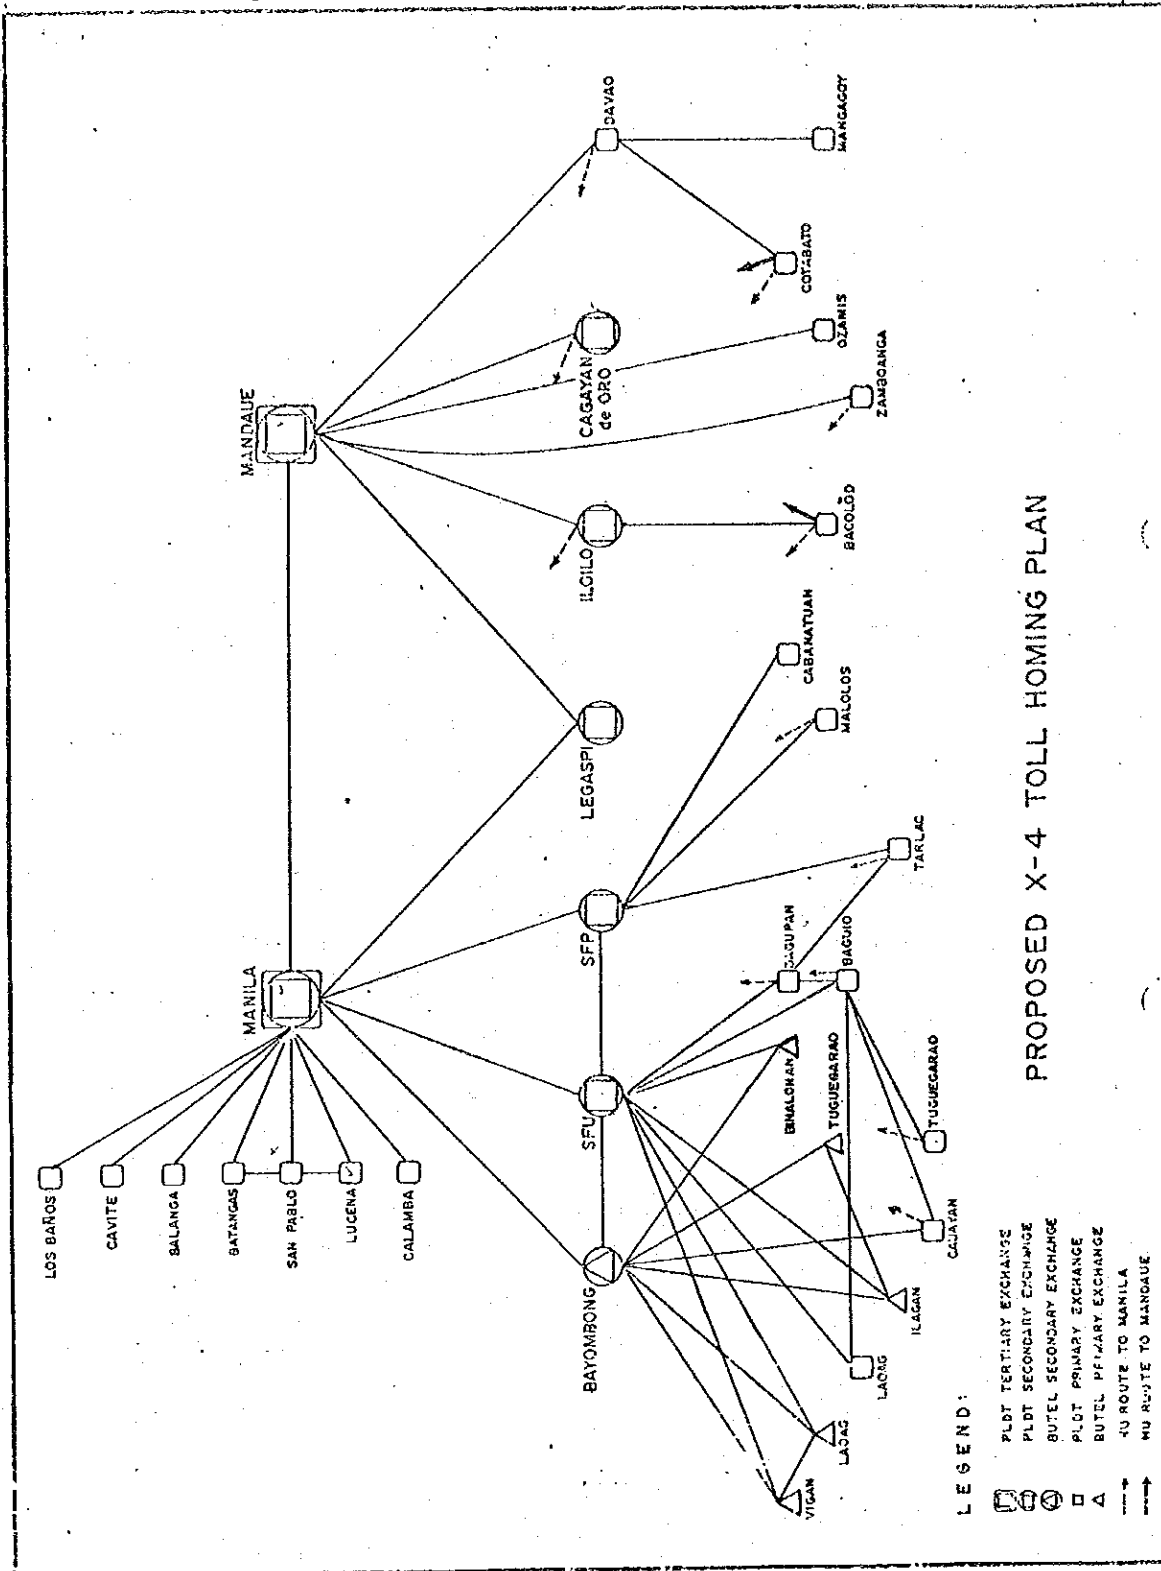 LOS BAÑOS
CAVITE
BALANGA
BATANGAS
SAN PABLO
LUCENA
CALAMBA
MANILA
MANDAUE
BAYOMBONG
SFU
SFP
LEGASPI
ILOILO
CAGAYAN
de ORO
DAVAO
VIGAN
LAOAG
LAOAG
ILAGAN
CAUAYAN
TUGUEGARAO
TUGUEGARAO
BINALONAN
DAGUPAN
BAGUIO
TARLAC
MALOLOS
CABANATUAN
BACOLOD
ZAMBOANGA
OZAMIS
COTABATO
MANGAGOY
PROPOSED X-4 TOLL HOMING PLAN
LEGEND:
PLDT TERTIARY EXCHANGE
PLDT SECONDARY EXCHANGE
BUTEL SECONDARY EXCHANGE
PLDT PRIMARY EXCHANGE
BUTEL PRIMARY EXCHANGE
HU ROUTE TO MANILA
HU ROUTE TO MANDAUE